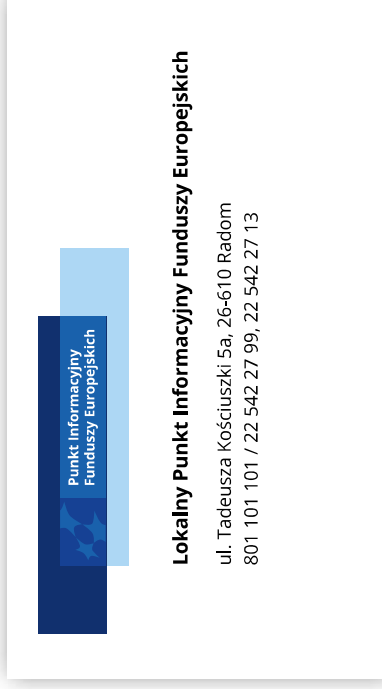 Punkt Informacyjny
Funduszy Europejskich
Lokalny Punkt Informacyjny Funduszy Europejskich
ul. Tadeusza Kościuszki 5a, 26-610 Radom
801 101 101 / 22 542 27 99, 22 542 27 13